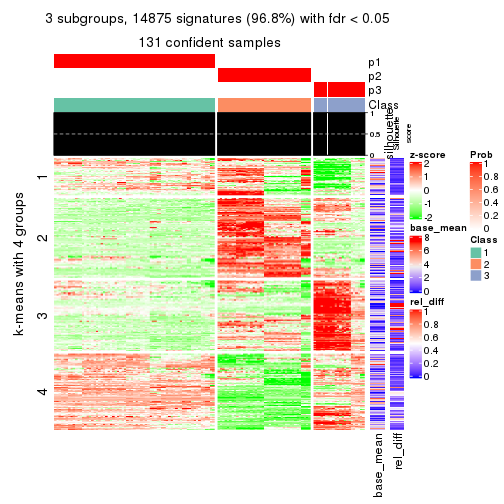 3 subgroups, 14875 signatures (96.8%) with fdr < 0.05
131 confident samples
p1
p2
p3
Class
1
0.5
0
silhouette
silhouette
score
k-means with 4 groups
1
2
3
4
base_mean
rel_diff
z-score
2
1
0
-1
-2
base_mean
8
6
4
2
0
rel_diff
1
0.8
0.6
0.4
0.2
0
Prob
1
0.8
0.6
0.4
0.2
0
Class
1
2
3